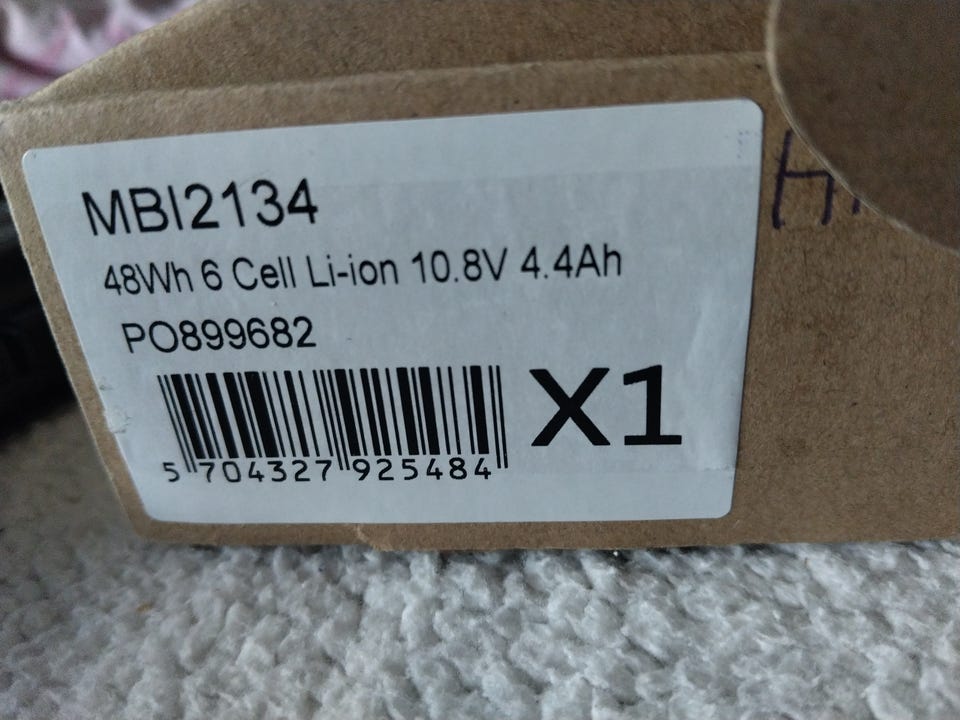 MBI2134
48Wh 6 Cell Li-ion 10.8V 4.4Ah
PO899682
X1
5 704327 925484